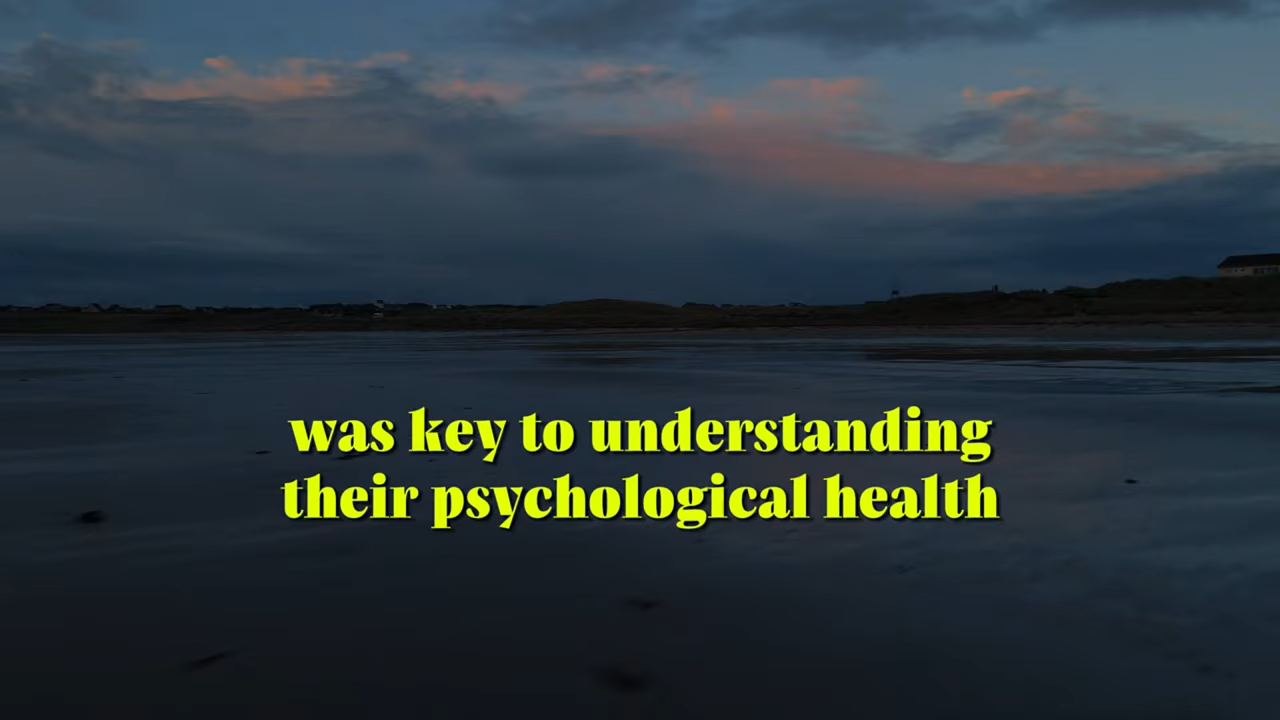 was key to understanding
their psychological health